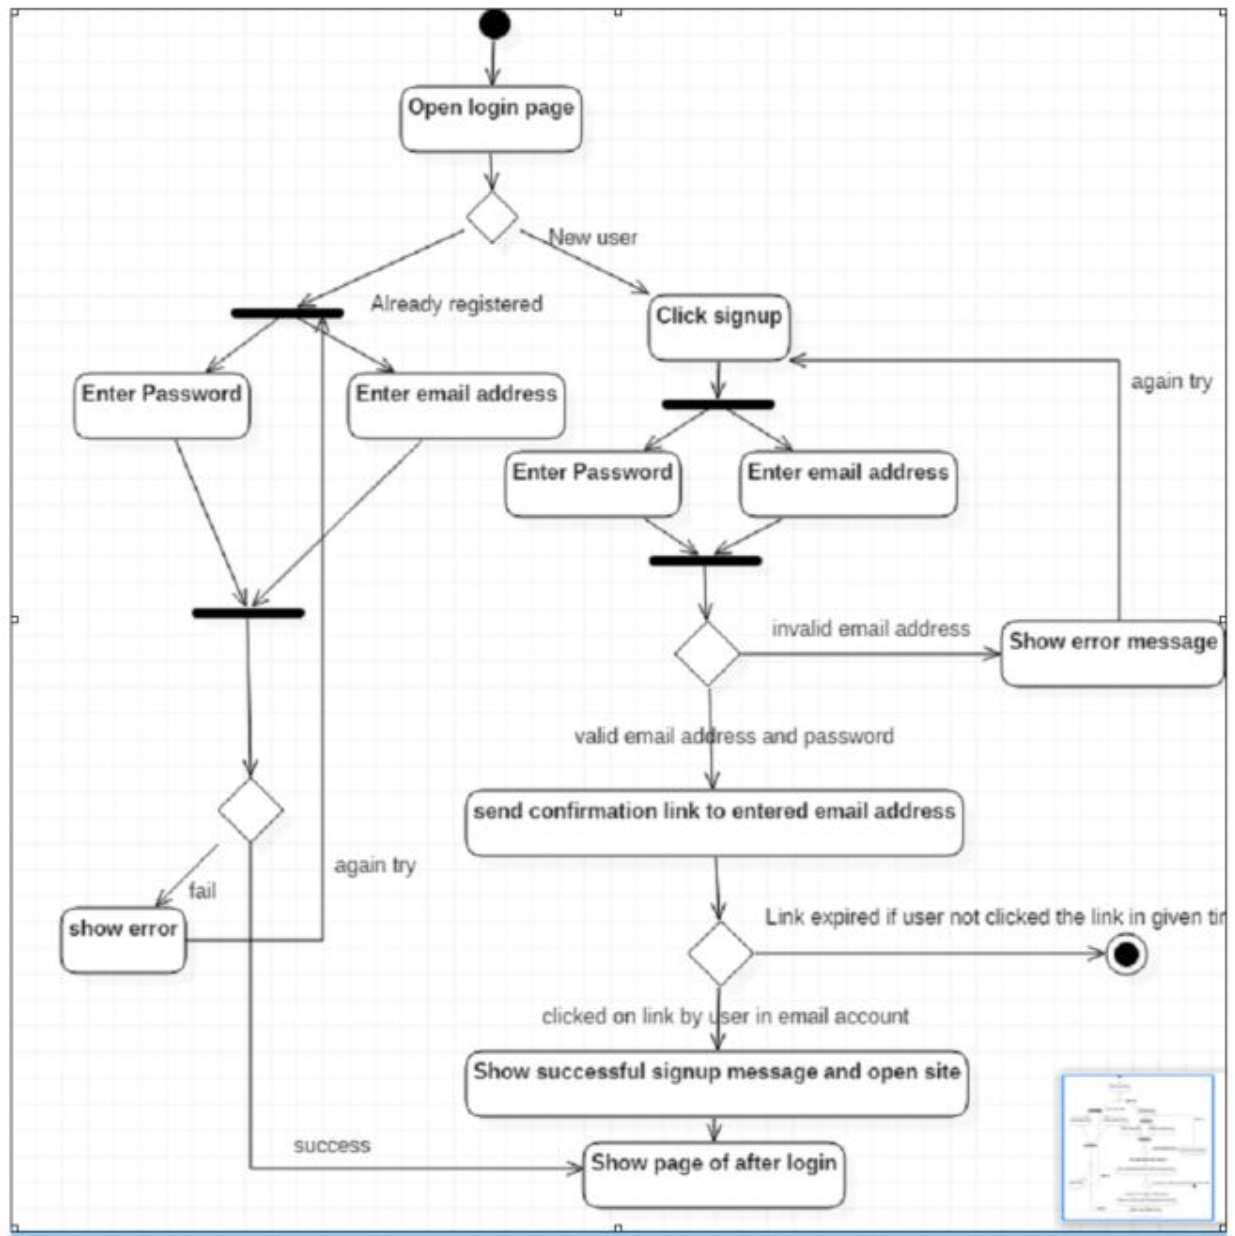 Open login page
New user
Already registered
Click signup
Enter Password
Enter email address
again try
Enter Password
Enter email address
invalid email address
Show error message
valid email address and password
send confirmation link to entered email address
again try
fail
show error
Link expired if user not clicked the link in given
clicked on link by user in email account
Show successful signup message and open site
success
Show page of after login